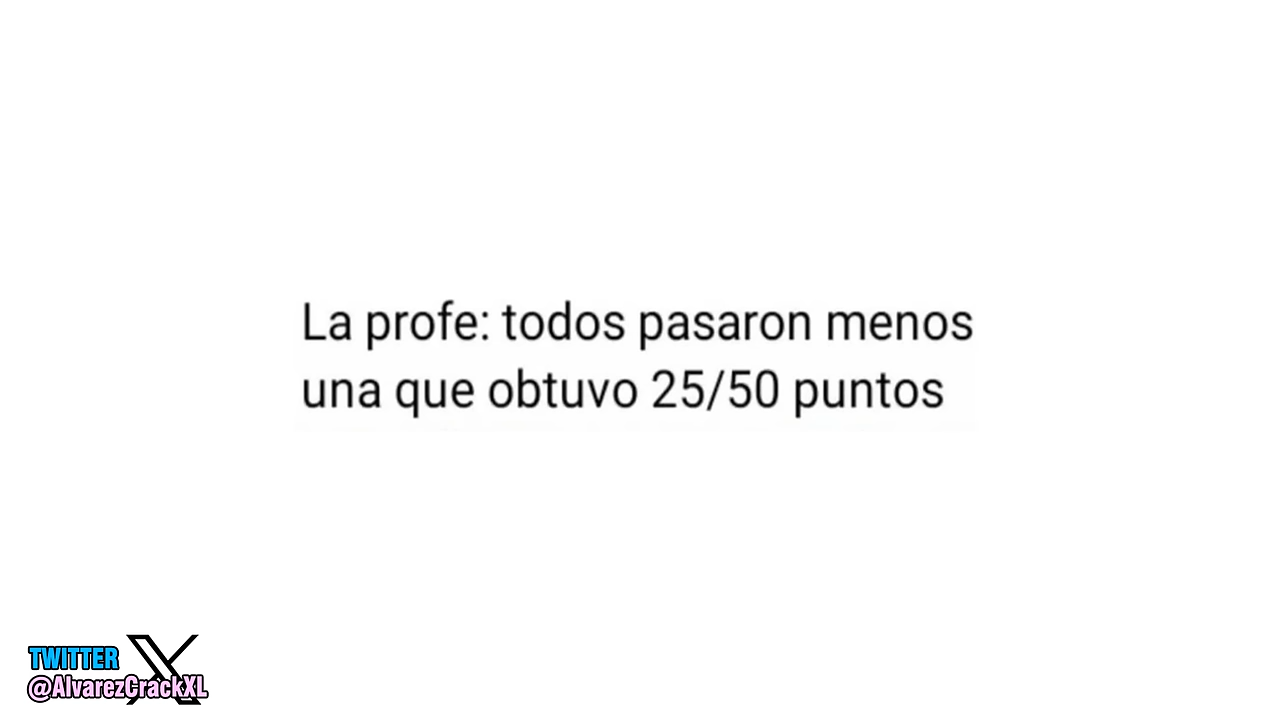 La profe: todos pasaron menos
una que obtuvo 25/50 puntos
TWITTER X
@AlvarezCrackXL